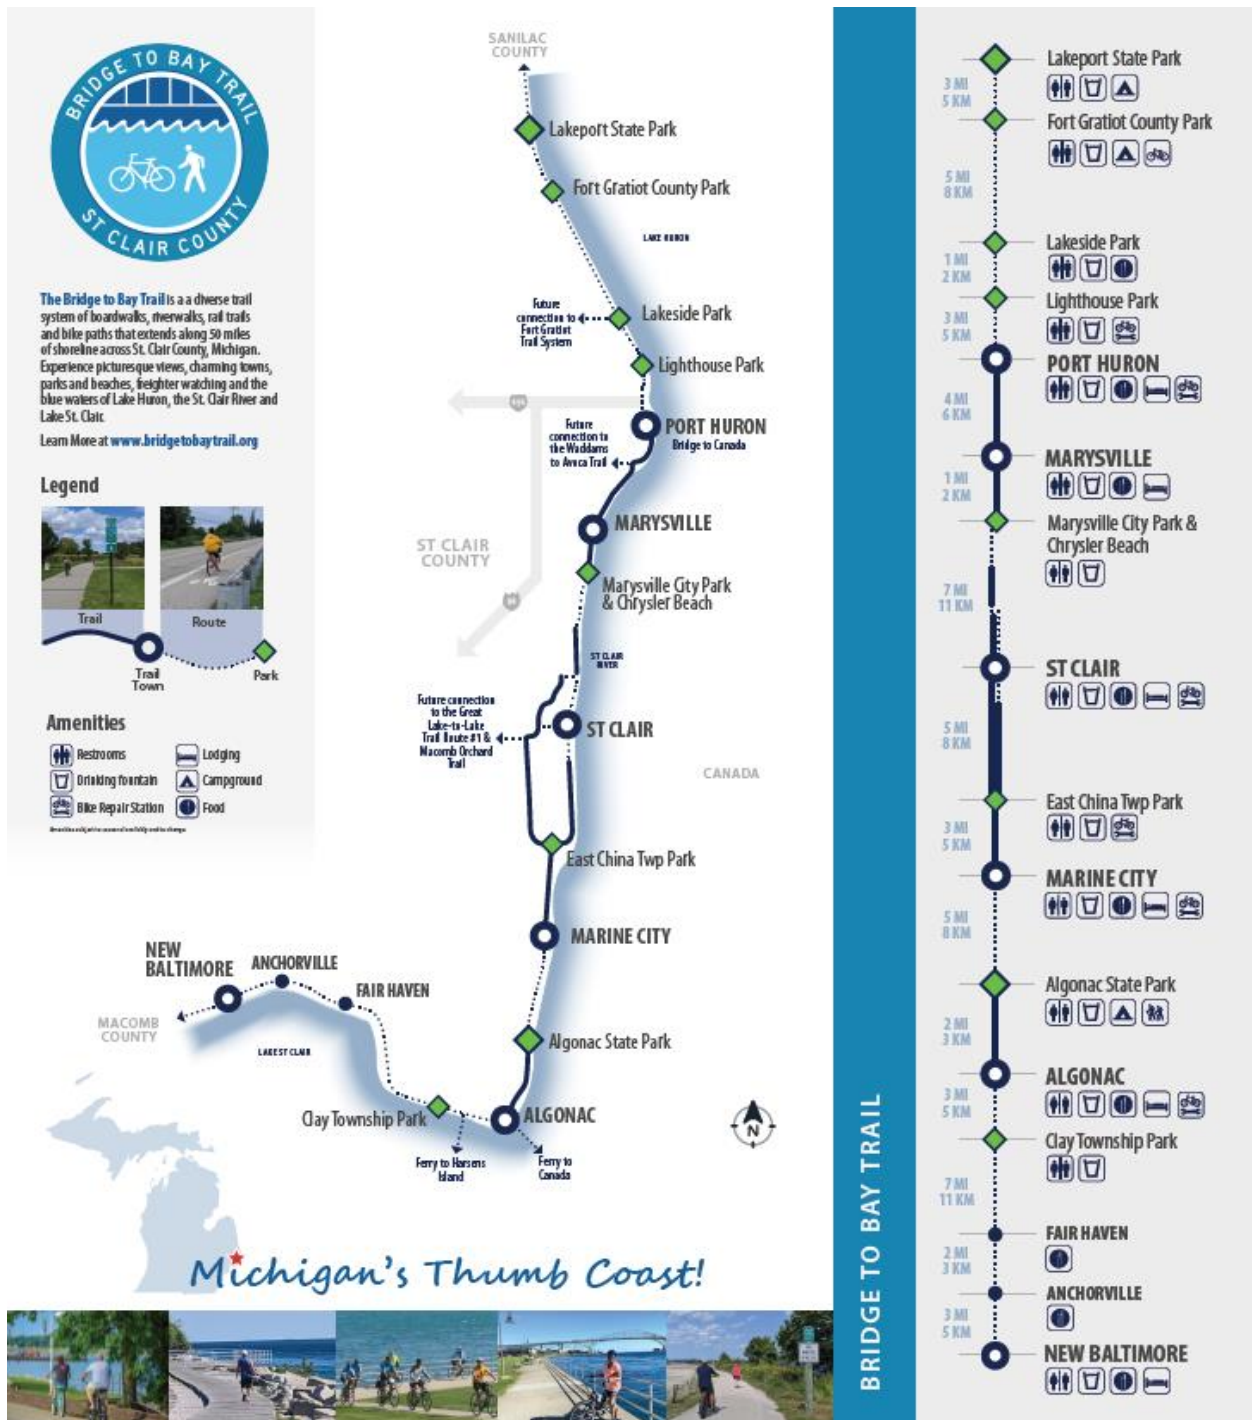 BRIDGE TO BAY TRAIL
ST CLAIR COUNTY
The Bridge to Bay Trail is a a diverse trail
system of boardwalks, riverwalks, rail trails
and bike paths that extends along 50 miles
of shoreline across St. Clair County, Michigan.
Experience picturesque views, charming towns,
parks and beaches, freighter watching and the
blue waters of Lake Huron, the St. Clair River and
Lake St. Clair.
Learn More at www.bridgetobaytrail.org
Legend
Trail
Route
Trail
Town
Park
Amenities
Restrooms
Lodging
Drinking fountain
Campground
Bike Repair Station
Food
SANILAC
COUNTY
Lakeport State Park
Fort Gratiot County Park
LAKE HURON
Future
connection to
Fort Gratiot
Trail System
Lakeside Park
Lighthouse Park
PORT HURON
Bridge to Canada
Future
connection to
the Wadhams
to Avoca Trail
MARYSVILLE
ST CLAIR
COUNTY
Marysville City Park
& Chrysler Beach
ST CLAIR
RIVER
Future connection
to the Great
Lake-to-Lake
Trail Route #1 &
Macomb Orchard
Trail
ST CLAIR
CANADA
East China Twp Park
MARINE CITY
NEW
BALTIMORE
ANCHORVILLE
FAIR HAVEN
MACOMB
COUNTY
LAKE ST CLAIR
Algonac State Park
Clay Township Park
ALGONAC
Ferry to Harsens
Island
Ferry to
Canada
N
Michigan's Thumb Coast!
BRIDGE TO BAY TRAIL
Lakeport State Park
3 MI
5 KM
Fort Gratiot County Park
5 MI
8 KM
Lakeside Park
1 MI
2 KM
Lighthouse Park
3 MI
5 KM
PORT HURON
4 MI
6 KM
MARYSVILLE
1 MI
2 KM
Marysville City Park &
Chrysler Beach
7 MI
11 KM
ST CLAIR
5 MI
8 KM
East China Twp Park
3 MI
5 KM
MARINE CITY
5 MI
8 KM
Algonac State Park
2 MI
3 KM
ALGONAC
3 MI
5 KM
Clay Township Park
7 MI
11 KM
FAIR HAVEN
2 MI
3 KM
ANCHORVILLE
3 MI
5 KM
NEW BALTIMORE